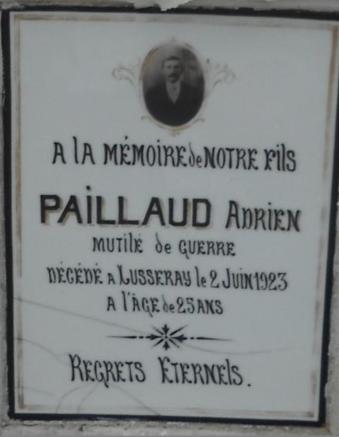 A LA MÉMOIRE de NOTRE FILS
PAILLAUD ADRIEN
MUTILÉ de GUERRE
DÉCÉDÉ A LUSSERAY le 2 JUIN 1923
A l'ÂGE de 25 ANS
REGRETS ETERNELS.